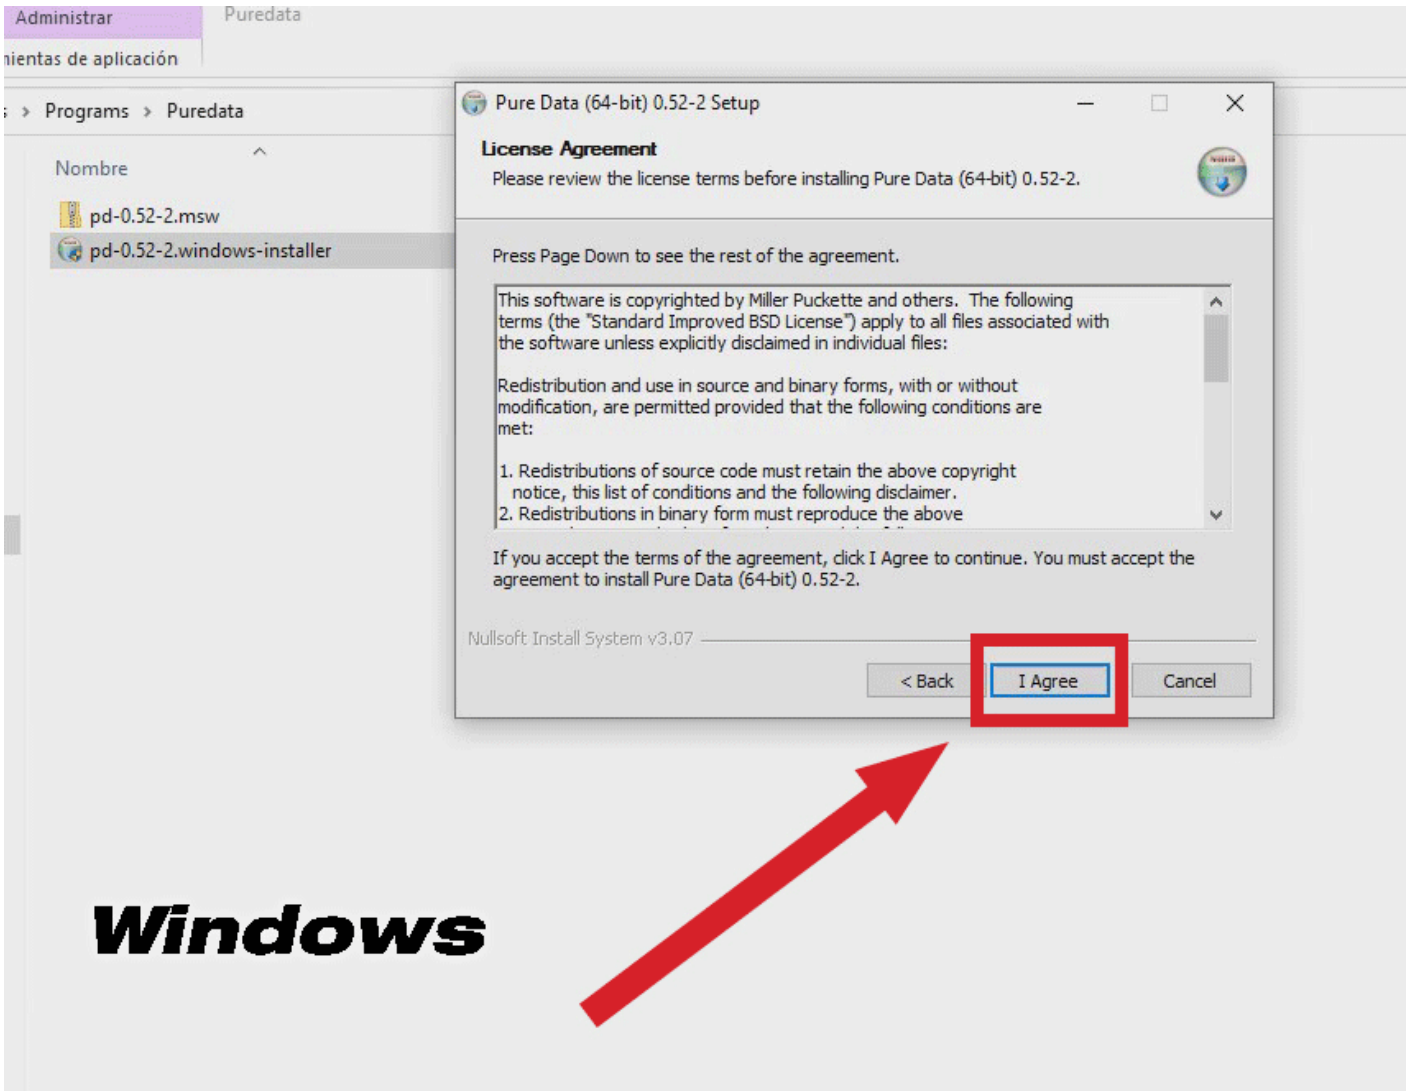 Administrar
Puredata
mientas de aplicación
s > Programs > Puredata
Nombre
pd-0.52-2.msw
pd-0.52-2.windows-installer
Pure Data (64-bit) 0.52-2 Setup
License Agreement
Please review the license terms before installing Pure Data (64-bit) 0.52-2.
Press Page Down to see the rest of the agreement.
This software is copyrighted by Miller Puckette and others.  The following
terms (the "Standard Improved BSD License") apply to all files associated with
the software unless explicitly disclaimed in individual files:
Redistribution and use in source and binary forms, with or without
modification, are permitted provided that the following conditions are
met:
1. Redistributions of source code must retain the above copyright
notice, this list of conditions and the following disclaimer.
2. Redistributions in binary form must reproduce the above
If you accept the terms of the agreement, click I Agree to continue. You must accept the
agreement to install Pure Data (64-bit) 0.52-2.
Nullsoft Install System v3.07
< Back
I Agree
Cancel
Windows